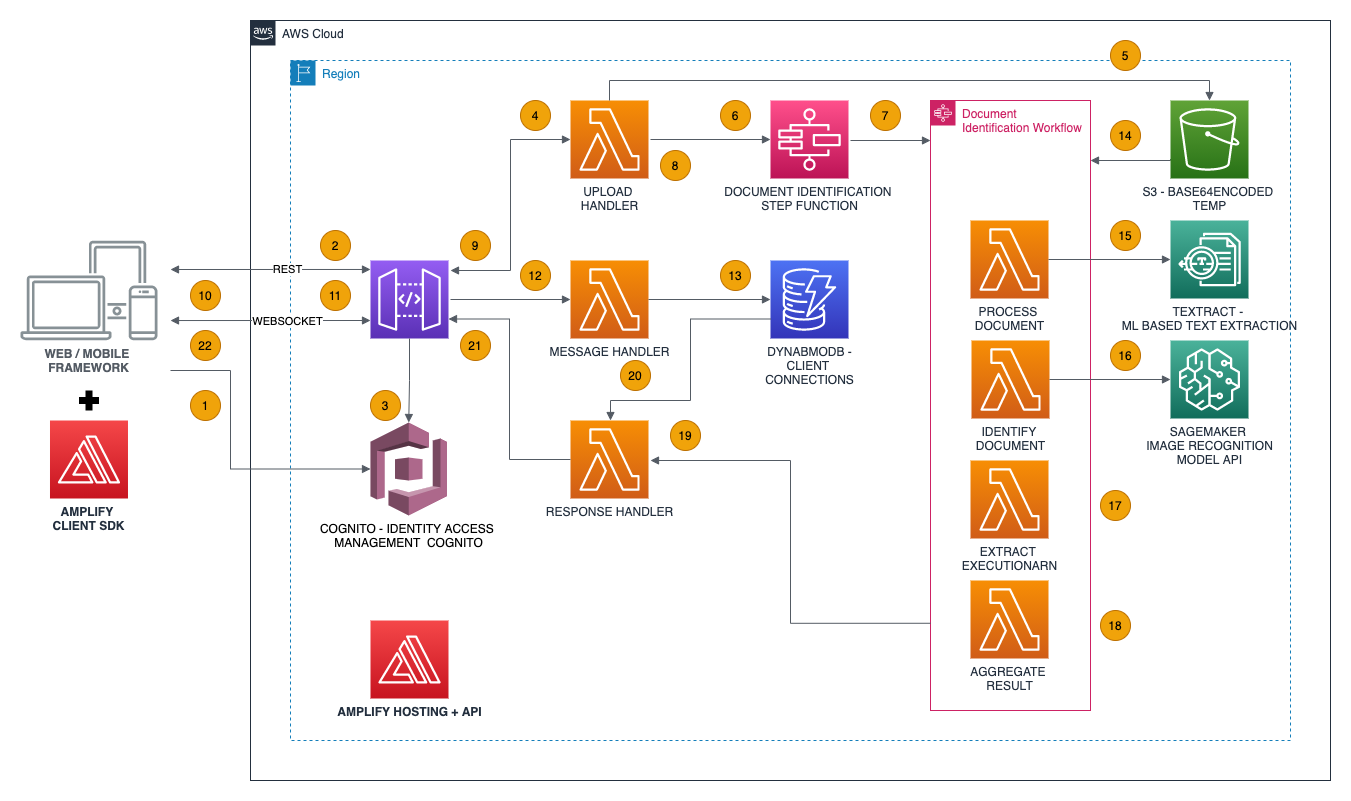 aws
AWS Cloud
Region
5
4
6
7
8
Document
Identification Workflow
14
UPLOAD
HANDLER
DOCUMENT IDENTIFICATION
STEP FUNCTION
S3 - BASE64ENCODED
TEMP
2
9
REST
10
11
WEBSOCKET
12
13
15
PROCESS
DOCUMENT
TEXTRACT -
ML BASED TEXT EXTRACTION
WEB / MOBILE
FRAMEWORK
22
21
MESSAGE HANDLER
DYNABMODB -
CLIENT
CONNECTIONS
16
20
1
3
19
IDENTIFY
DOCUMENT
SAGEMAKER
IMAGE RECOGNITION
MODEL API
AMPLIFY
CLIENT SDK
COGNITO - IDENTITY ACCESS
MANAGEMENT COGNITO
RESPONSE HANDLER
17
EXTRACT
EXECUTIONARN
18
AGGREGATE
RESULT
AMPLIFY HOSTING + API